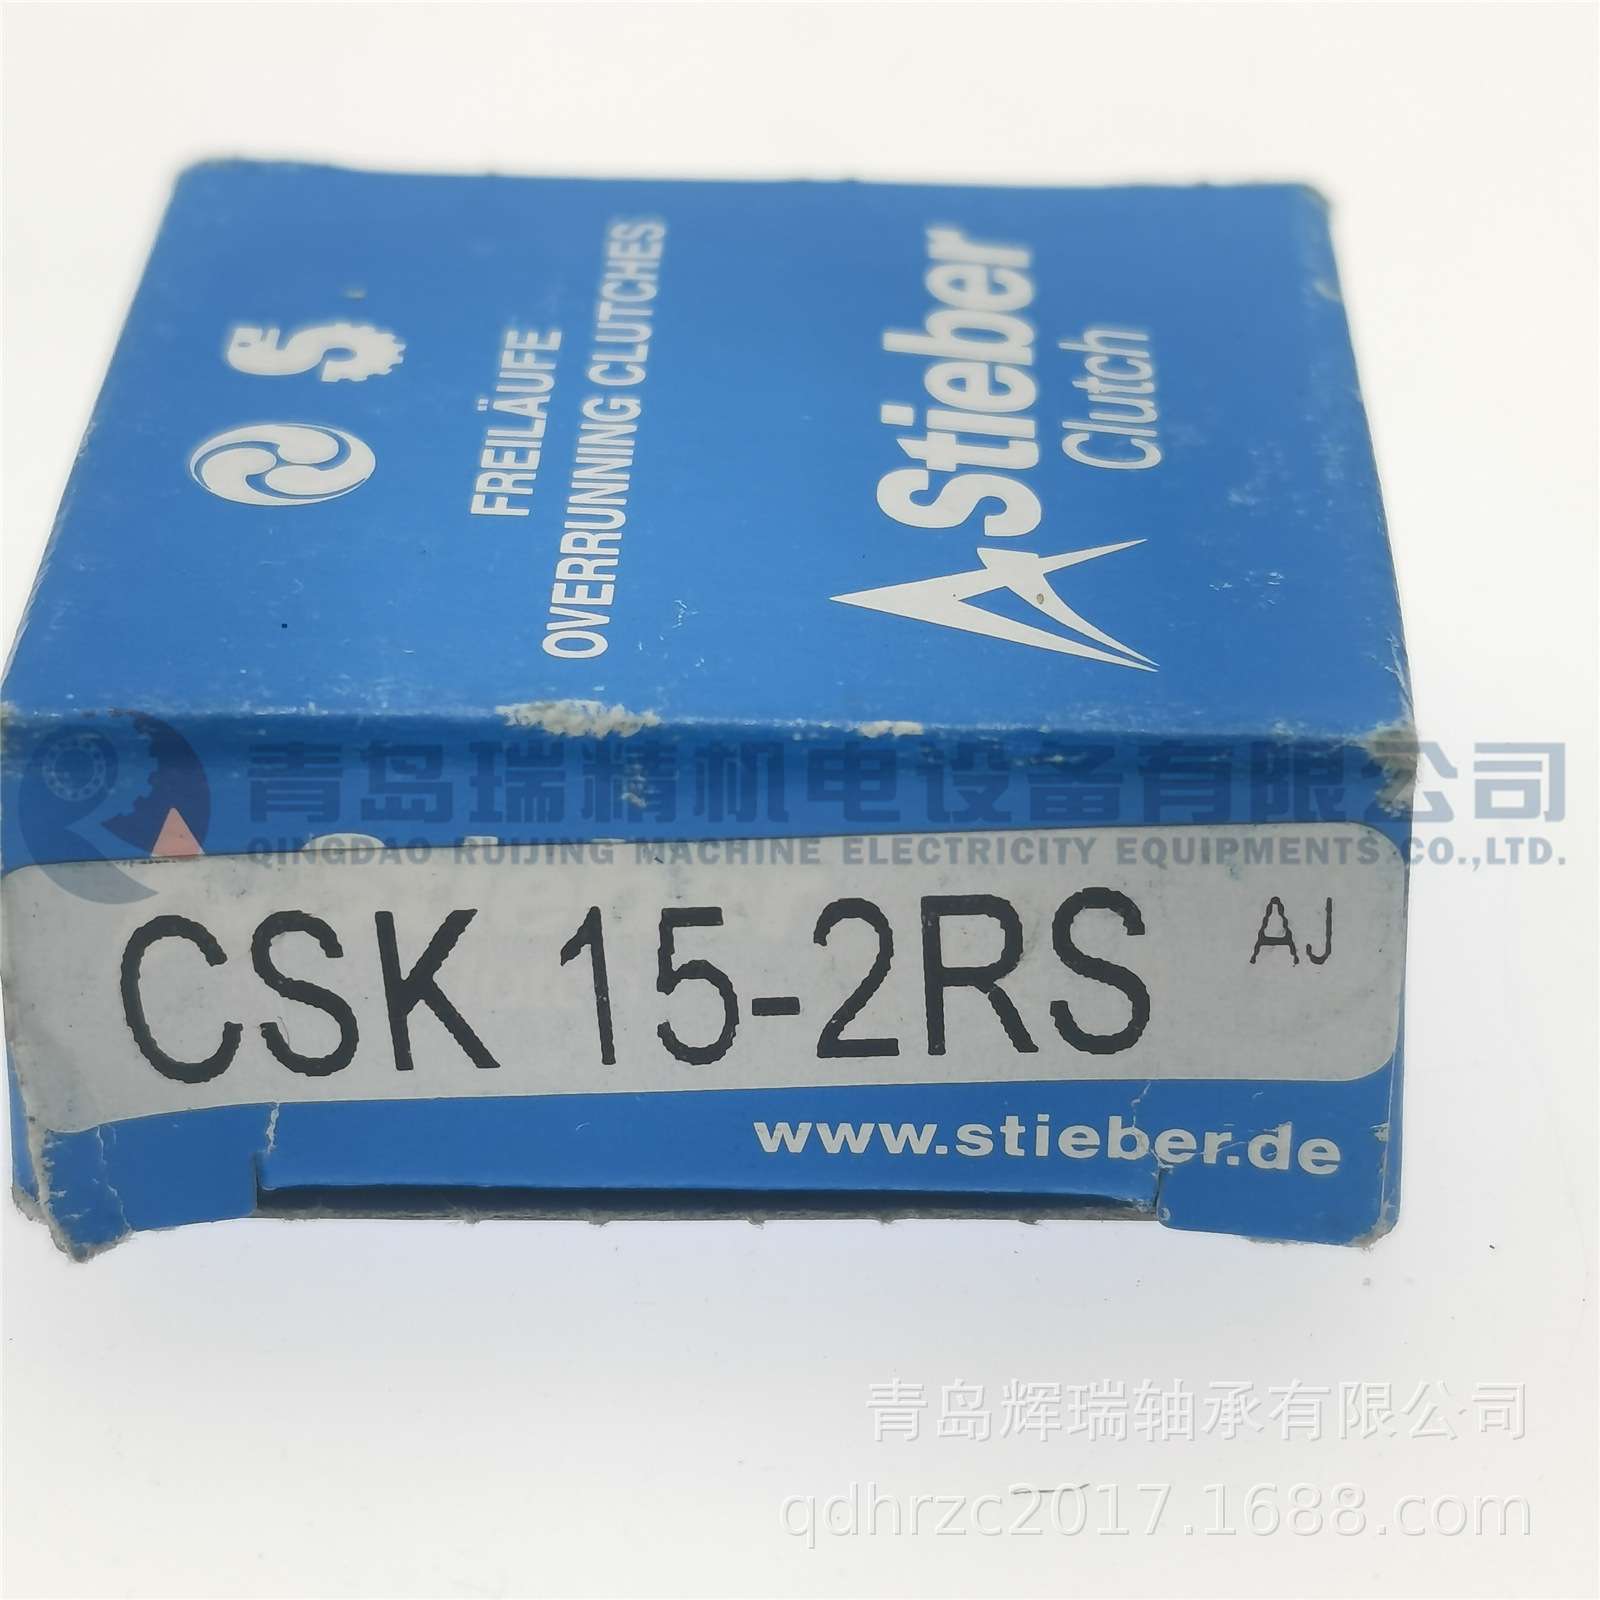 FREILÄUFE
OVERRUNNING CLUTCHES
Stieber
Clutch
青岛瑞精机电设备有限公司
QINGDAO RUIJING MACHINE ELECTRICITY EQUIPMENTS CO.,LTD.
CSK 15-2RS AJ
www.stieber.de
青岛辉瑞轴承有限公司
qdhrzc2017.1688.com